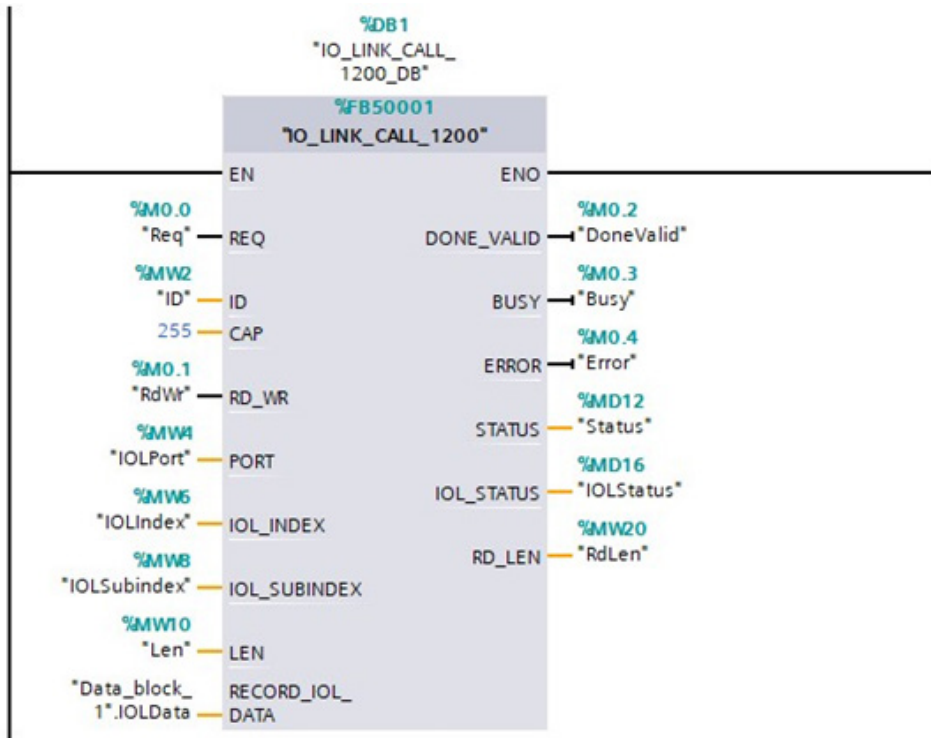 %DB1
"IO_LINK_CALL_
1200_DB"
%FB50001
"IO_LINK_CALL_1200"
EN ENO
%M0.0 %M0.2
"Req" REQ DONE_VALID "DoneValid"
%MW2 %M0.3
"ID" ID BUSY "Busy"
255 CAP
%M0.4
ERROR "Error"
%M0.1
"RdWr" RD_WR
%MD12
STATUS "Status"
%MW4
"IOLPort" PORT
%MD16
IOL_STATUS "IOLStatus"
%MW6
"IOLIndex" IOL_INDEX
%MW20
RD_LEN "RdLen"
%MW8
"IOLSubindex" IOL_SUBINDEX
%MW10
"Len" LEN
"Data_block_ RECORD_IOL_
1".IOLData DATA